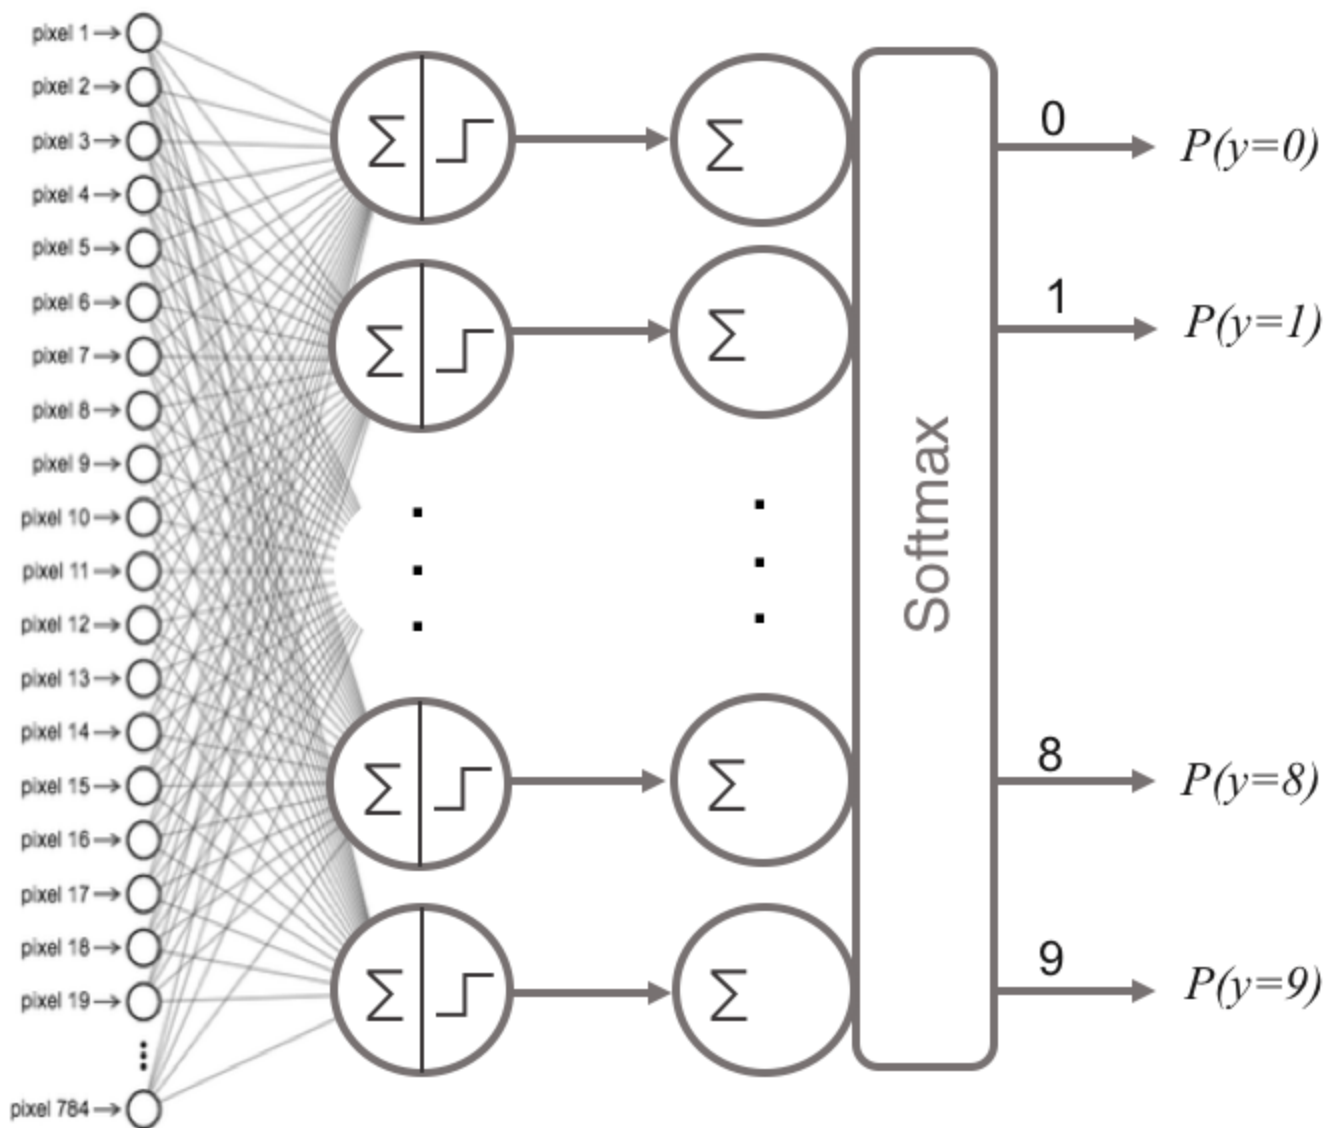 pixel 1
pixel 2
pixel 3
pixel 4
pixel 5
pixel 6
pixel 7
pixel 8
pixel 9
pixel 10
pixel 11
pixel 12
pixel 13
pixel 14
pixel 15
pixel 16
pixel 17
pixel 18
pixel 19
pixel 784
Σ
Σ
Σ
Σ
Σ
Σ
Σ
Σ
Softmax
0
P(y=0)
1
P(y=1)
8
P(y=8)
9
P(y=9)